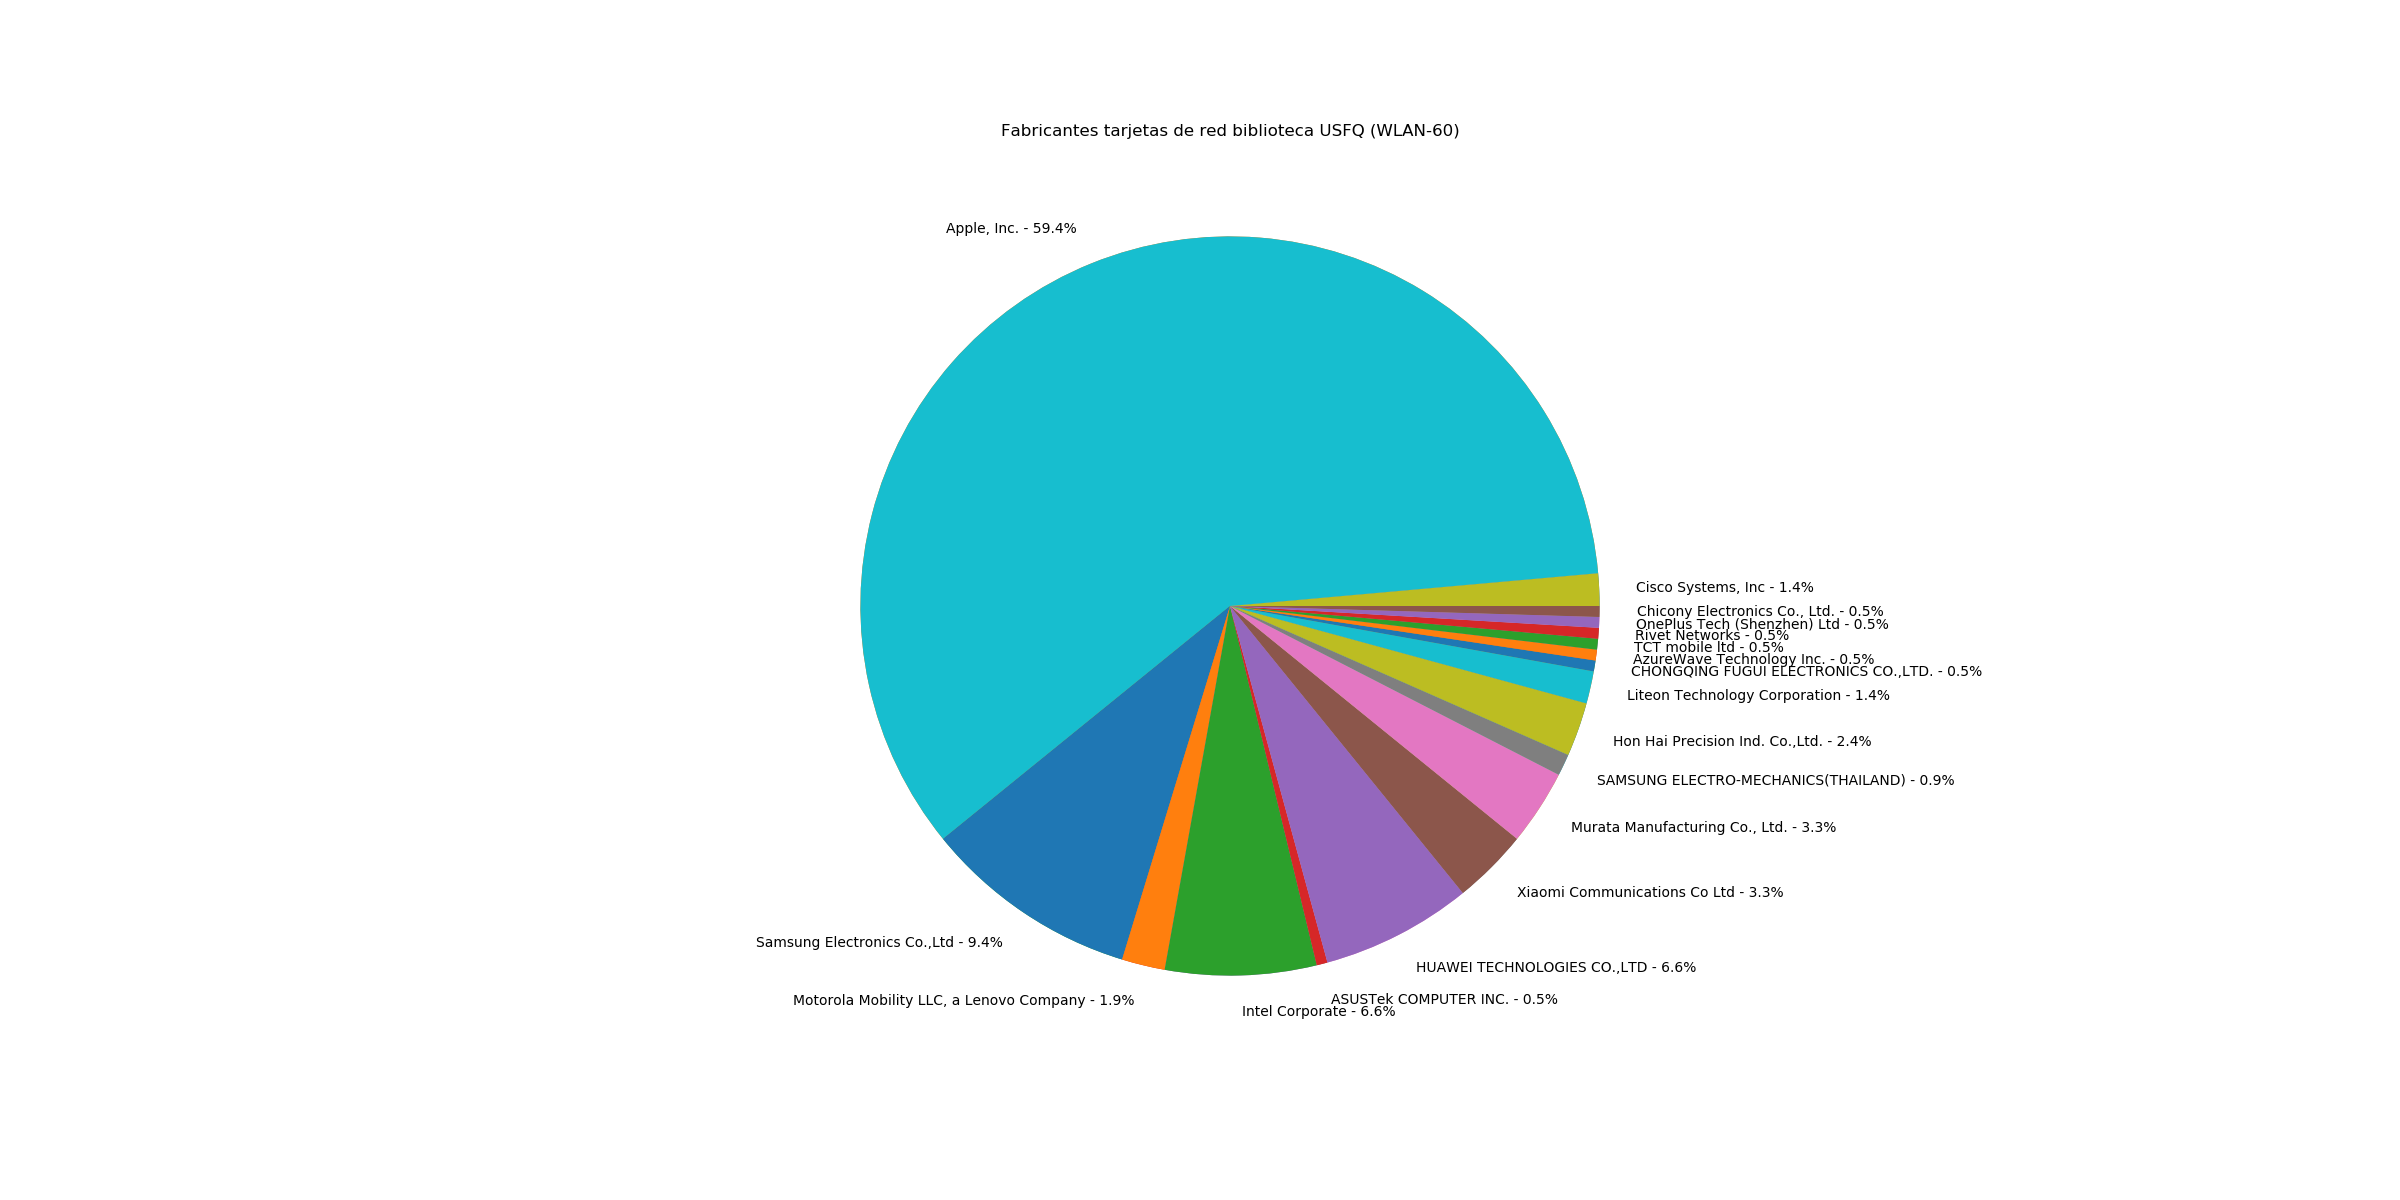 Fabricantes tarjetas de red biblioteca USFQ (WLAN-60)
Apple, Inc. - 59.4%
Cisco Systems, Inc - 1.4%
Chicony Electronics Co., Ltd. - 0.5%
OnePlus Tech (Shenzhen) Ltd - 0.5%
Rivet Networks - 0.5%
TCT mobile ltd - 0.5%
AzureWave Technology Inc. - 0.5%
CHONGQING FUGUI ELECTRONICS CO.,LTD. - 0.5%
Liteon Technology Corporation - 1.4%
Hon Hai Precision Ind. Co.,Ltd. - 2.4%
SAMSUNG ELECTRO-MECHANICS(THAILAND) - 0.9%
Murata Manufacturing Co., Ltd. - 3.3%
Xiaomi Communications Co Ltd - 3.3%
Samsung Electronics Co.,Ltd - 9.4%
HUAWEI TECHNOLOGIES CO.,LTD - 6.6%
Motorola Mobility LLC, a Lenovo Company - 1.9%
ASUSTek COMPUTER INC. - 0.5%
Intel Corporate - 6.6%